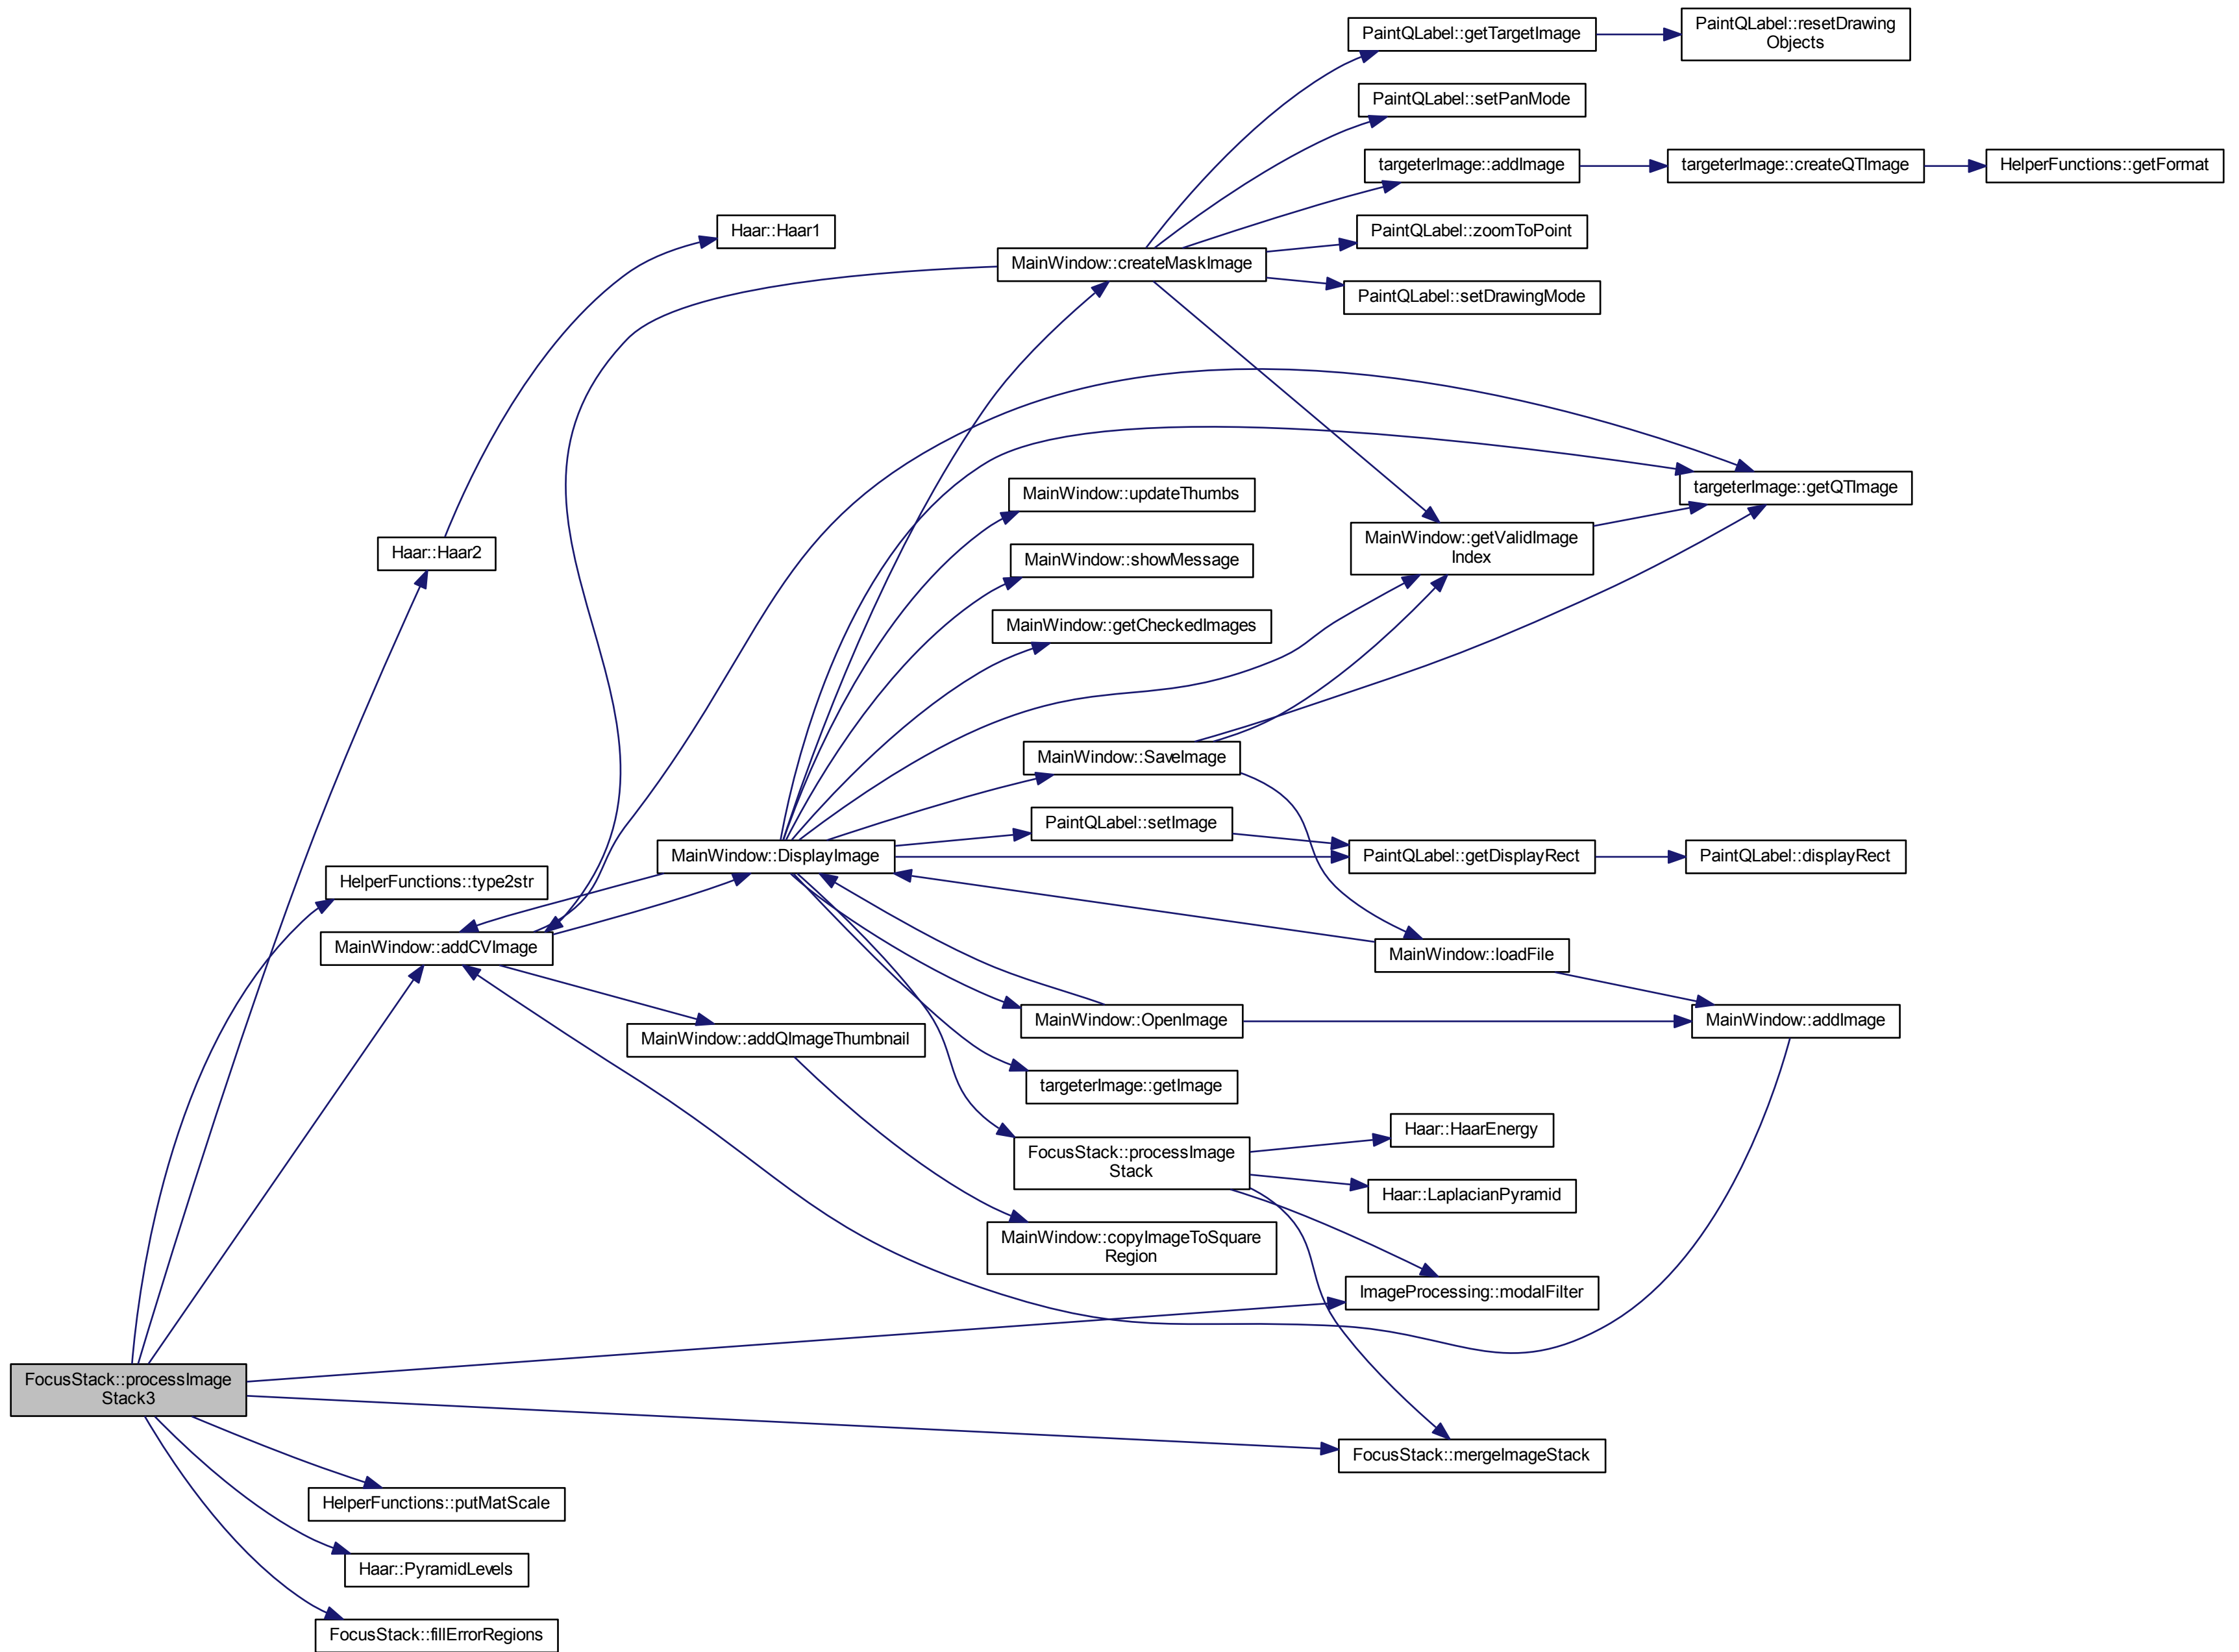 PaintQLabel::getTargetImage
PaintQLabel::resetDrawing
Objects
PaintQLabel::setPanMode
targeterImage::addImage
targeterImage::createQTImage
HelperFunctions::getFormat
Haar::Haar1
PaintQLabel::zoomToPoint
MainWindow::createMaskImage
PaintQLabel::setDrawingMode
targeterImage::getQTImage
MainWindow::updateThumbs
MainWindow::getValidImage
Index
Haar::Haar2
MainWindow::showMessage
MainWindow::getCheckedImages
MainWindow::SaveImage
PaintQLabel::setImage
MainWindow::DisplayImage
PaintQLabel::getDisplayRect
PaintQLabel::displayRect
HelperFunctions::type2str
MainWindow::addCVImage
MainWindow::loadFile
MainWindow::OpenImage
MainWindow::addImage
MainWindow::addQImageThumbnail
targeterImage::getImage
Haar::HaarEnergy
FocusStack::processImage
Stack
Haar::LaplacianPyramid
MainWindow::copyImageToSquare
Region
ImageProcessing::modalFilter
FocusStack::processImage
Stack3
FocusStack::mergeImageStack
HelperFunctions::putMatScale
Haar::PyramidLevels
FocusStack::fillErrorRegions